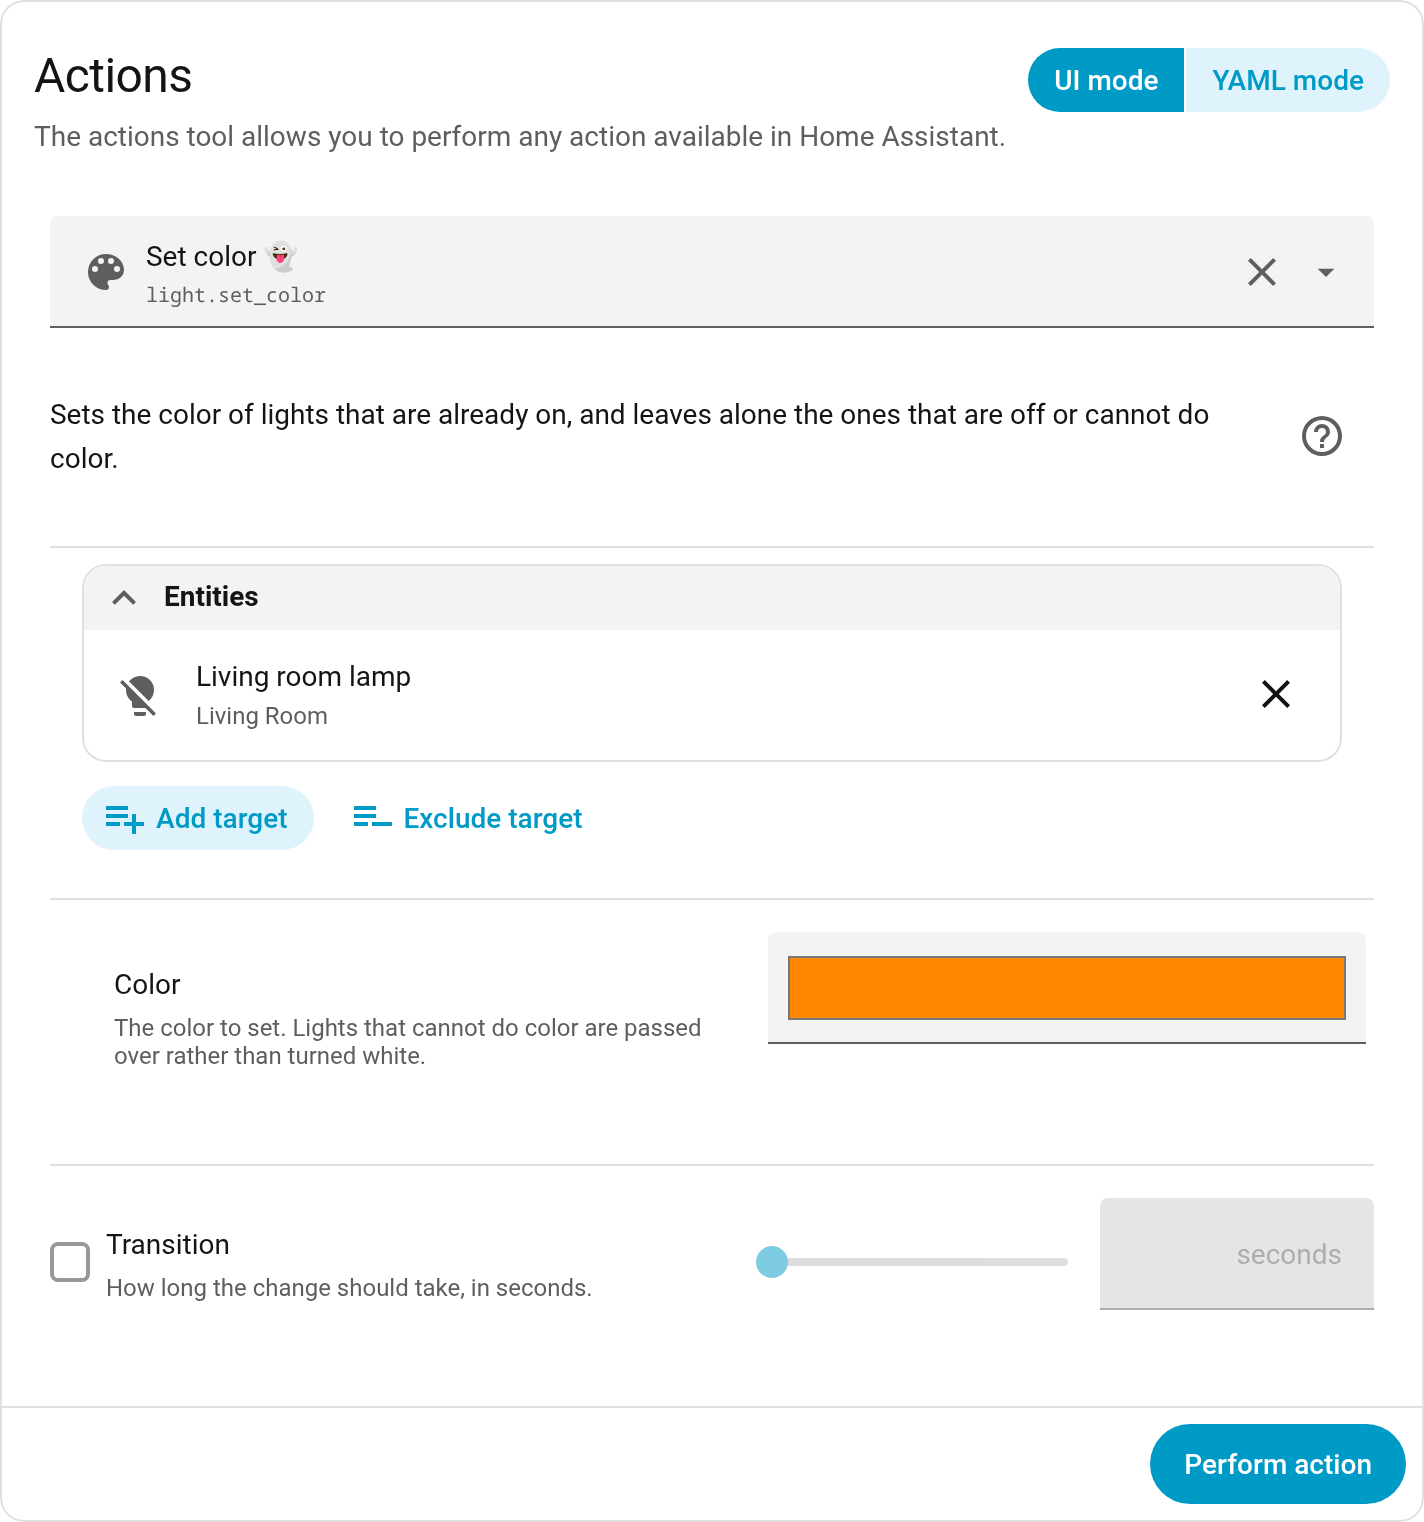 Actions
UI mode
YAML mode
The actions tool allows you to perform any action available in Home Assistant.
Set color 👻
light.set_color
Sets the color of lights that are already on, and leaves alone the ones that are off or cannot do
color.
Entities
Living room lamp
Living Room
Add target
Exclude target
Color
The color to set. Lights that cannot do color are passed
over rather than turned white.
Transition
How long the change should take, in seconds.
seconds
Perform action